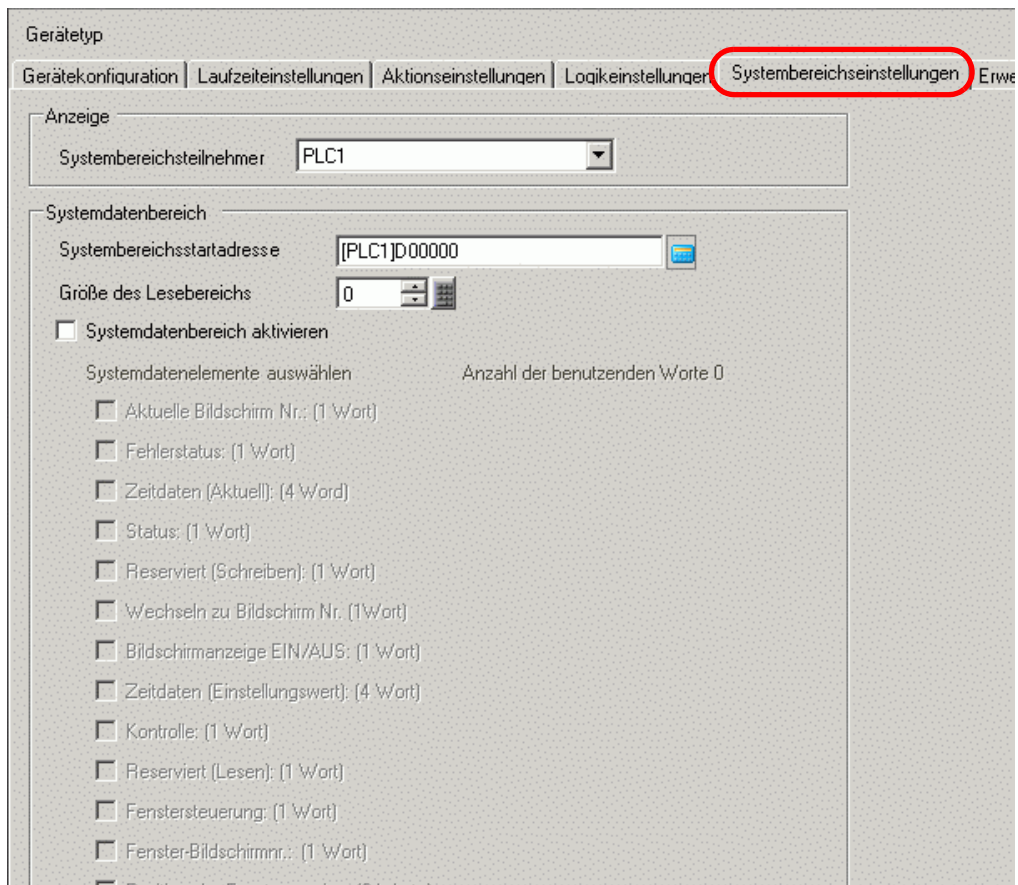 Gerätetyp
Gerätekonfiguration Laufzeiteinstellungen Aktionseinstellungen Logikeinstellungen Systembereichseinstellungen Erwe
Anzeige
Systembereichsteilnehmer PLC1
Systemdatenbereich
Systembereichsstartadresse [PLC1]D00000
Größe des Lesebereichs 0
Systemdatenbereich aktivieren
Systemdatenelemente auswählen Anzahl der benutzenden Worte 0
Aktuelle Bildschirm Nr.: (1 Wort)
Fehlerstatus: (1 Wort)
Zeitdaten (Aktuell): (4 Word)
Status: (1 Wort)
Reserviert (Schreiben): (1 Wort)
Wechseln zu Bildschirm Nr. (1Wort)
Bildschirmanzeige EIN/AUS: (1 Wort)
Zeitdaten (Einstellungswert): (4 Wort)
Kontrolle: (1 Wort)
Reserviert (Lesen): (1 Wort)
Fenstersteuerung: (1 Wort)
Fenster-Bildschirmnr.: (1 Wort)